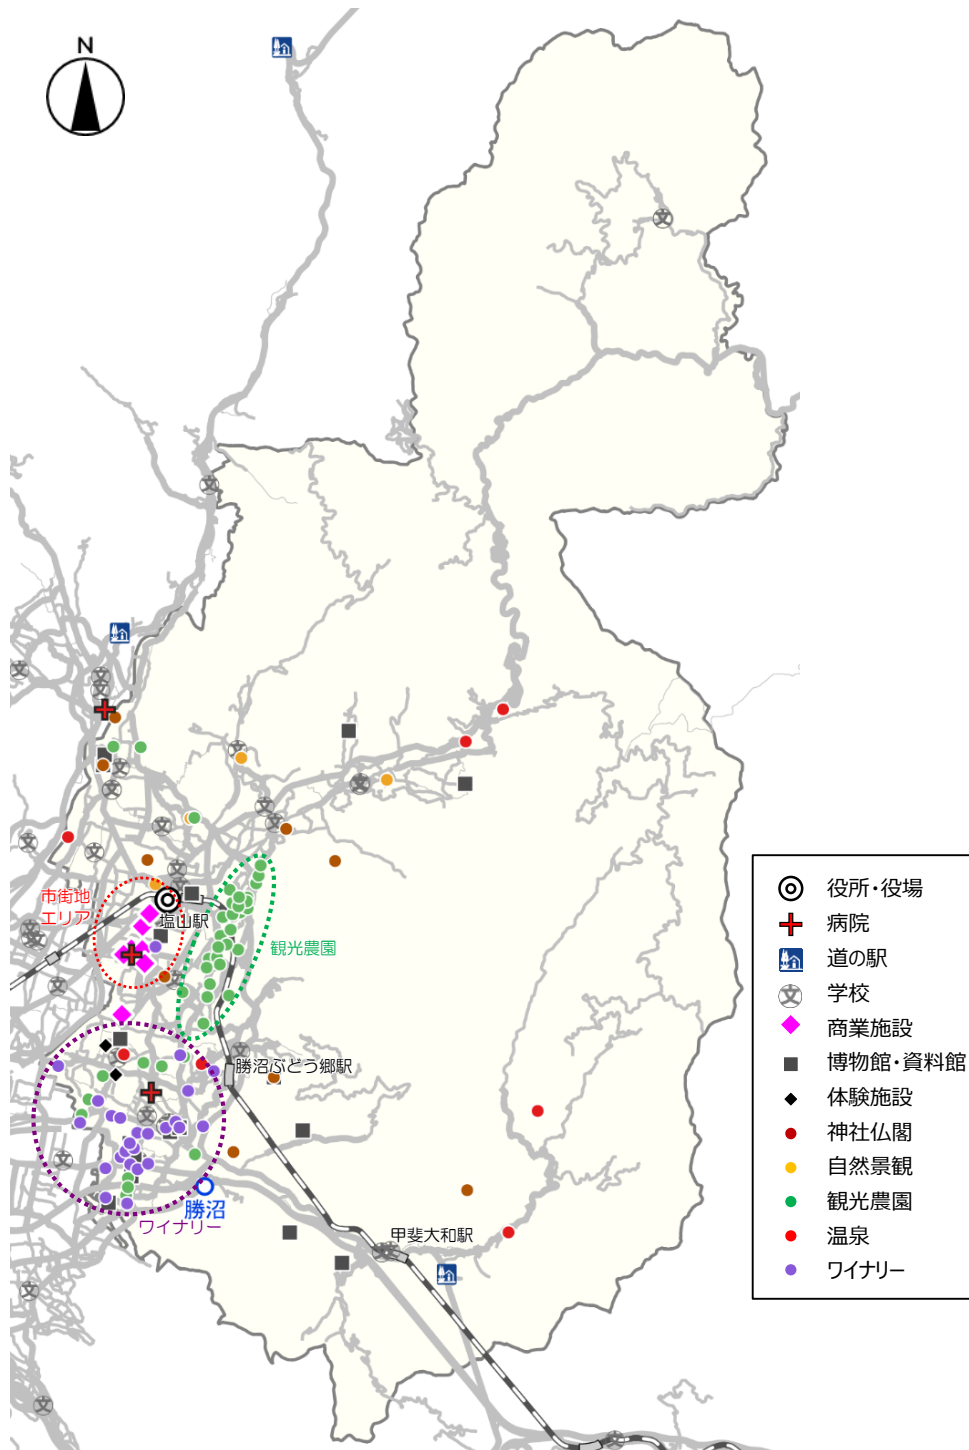 N
市街地
エリア
塩山駅
観光農園
勝沼ぶどう郷駅
勝沼
ワイナリー
甲斐大和駅
役所・役場
病院
道の駅
文 学校
商業施設
博物館・資料館
体験施設
神社仏閣
自然景観
観光農園
温泉
ワイナリー